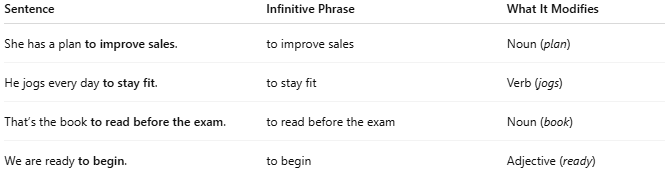 Sentence Infinitive Phrase What It Modifies
She has a plan to improve sales. to improve sales Noun (plan)
He jogs every day to stay fit. to stay fit Verb (jogs)
That's the book to read before the exam. to read before the exam Noun (book)
We are ready to begin. to begin Adjective (ready)